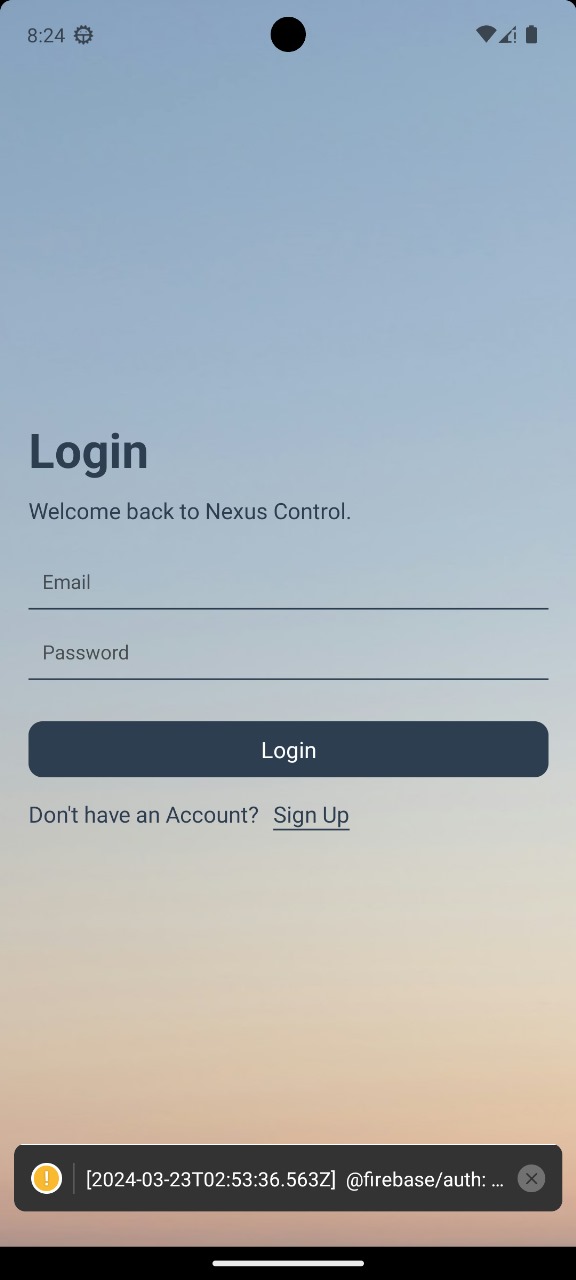 8:24
Login
Welcome back to Nexus Control.
Email
Password
Login
Don't have an Account? Sign Up
[2024-03-23T02:53:36.563Z] @firebase/auth: …